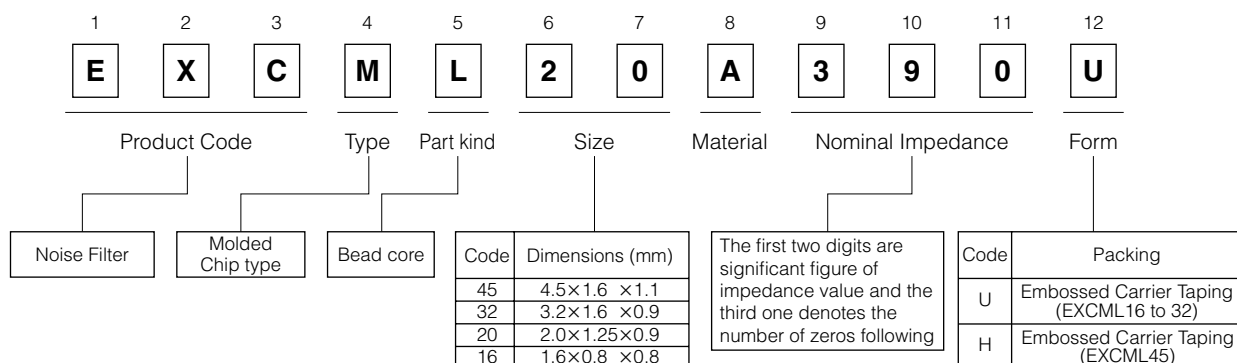 1 2 3 4 5 6 7 8 9 10 11 12
E X C M L 2 0 A 3 9 0 U
Product Code Type Part kind Size Material Nominal Impedance Form
Noise Filter
Molded
Chip type
Bead core
Code Dimensions (mm)
45 4.5×1.6 ×1.1
32 3.2×1.6 ×0.9
20 2.0×1.25×0.9
16 1.6×0.8 ×0.8
The first two digits are
significant figure of
impedance value and the
third one denotes the
number of zeros following
Code Packing
U Embossed Carrier Taping
(EXCML16 to 32)
H Embossed Carrier Taping
(EXCML45)